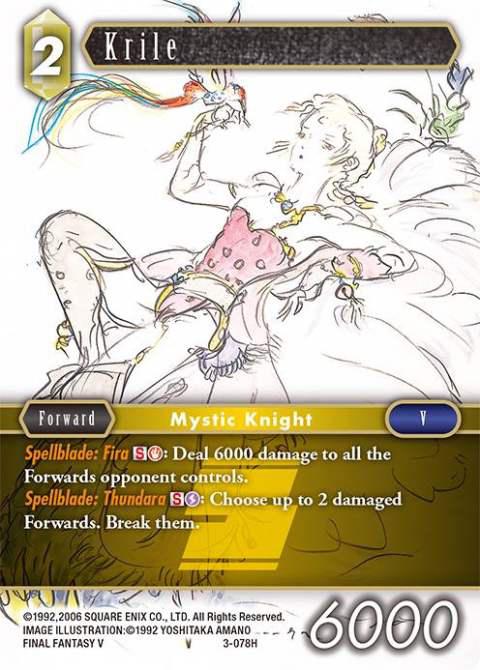 2
Krile
Forward
Mystic Knight
V
Spellblade: Fira S: Deal 6000 damage to all the
Forwards opponent controls.
Spellblade: Thundara S: Choose up to 2 damaged
Forwards. Break them.
©1992,2006 SQUARE ENIX CO., LTD. All Rights Reserved.
IMAGE ILLUSTRATION:©1992 YOSHITAKA AMANO
FINAL FANTASY V
3-078H
6000